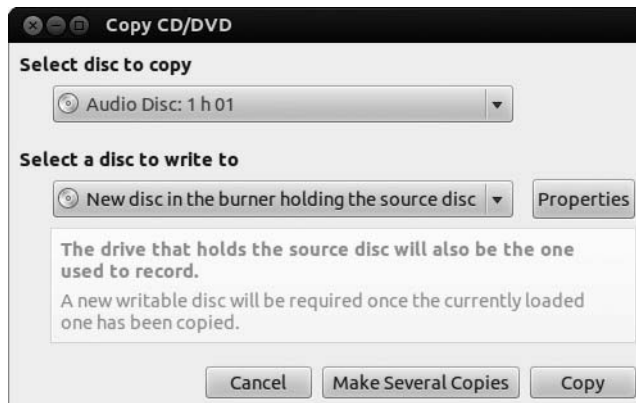 Copy CD/DVD
Select disc to copy
Audio Disc: 1 h 01
Select a disc to write to
New disc in the burner holding the source disc
Properties
The drive that holds the source disc will also be the one
used to record.
A new writable disc will be required once the currently loaded
one has been copied.
Cancel
Make Several Copies
Copy